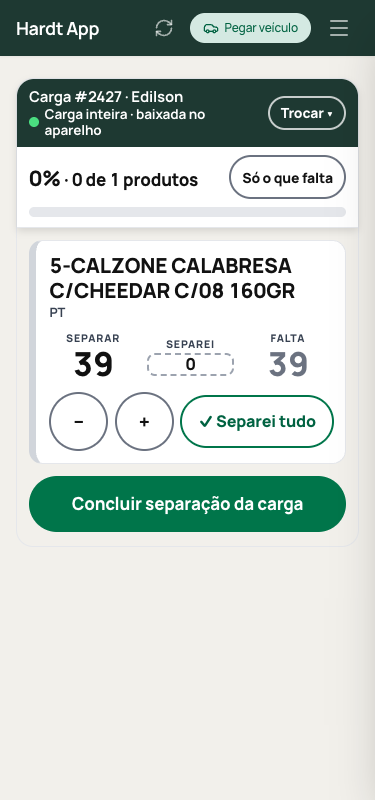 Hardt App
Pegar veículo
Carga #2427 · Edilson
Carga inteira · baixada no
aparelho
Trocar ▾
0% · 0 de 1 produtos
Só o que falta
5-CALZONE CALABRESA
C/CHEEDAR C/08 160GR
PT
SEPARAR
SEPAREI
FALTA
39
0
39
−
+
✓ Separei tudo
Concluir separação da carga